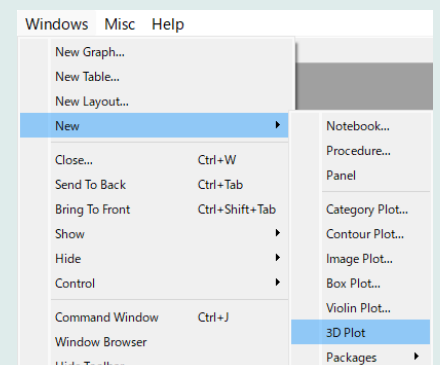 Windows Misc Help
New Graph...
New Table...
New Layout...
New
Close... Ctrl+W
Send To Back Ctrl+Tab
Bring To Front Ctrl+Shift+Tab
Show
Hide
Control
Command Window Ctrl+J
Window Browser
Hide Toolbar
Notebook...
Procedure...
Panel
Category Plot...
Contour Plot...
Image Plot...
Box Plot...
Violin Plot...
3D Plot
Packages